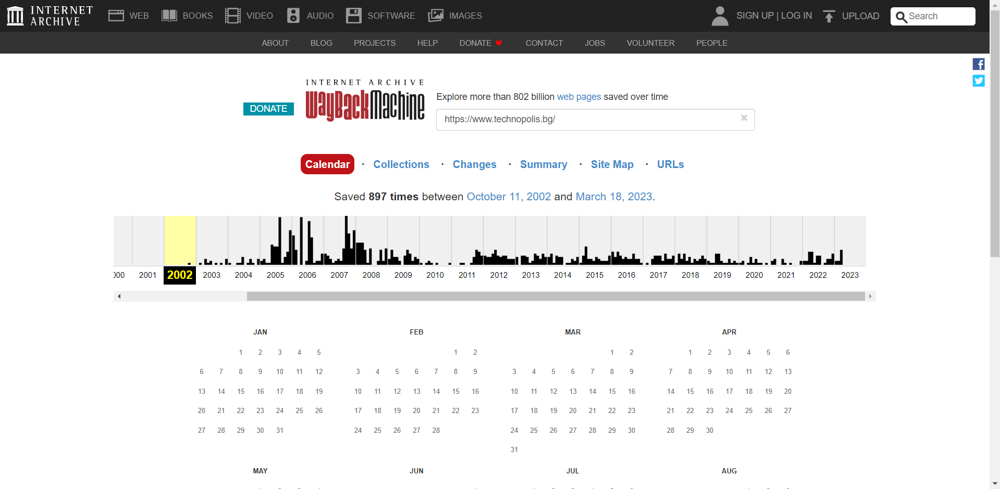 INTERNET ARCHIVE
WEB BOOKS VIDEO AUDIO SOFTWARE IMAGES SIGN UP | LOG IN UPLOAD Search
ABOUT BLOG PROJECTS HELP DONATE CONTACT JOBS VOLUNTEER PEOPLE
INTERNET ARCHIVE
WayBackMachine
DONATE
Explore more than 802 billion web pages saved over time
https://www.technopolis.bg/ ×
Calendar · Collections · Changes · Summary · Site Map · URLs
Saved 897 times between October 11, 2002 and March 18, 2023.
00 2001 2002 2003 2004 2005 2006 2007 2008 2009 2010 2011 2012 2013 2014 2015 2016 2017 2018 2019 2020 2021 2022 2023
JAN
1 2 3 4 5
6 7 8 9 10 11 12
13 14 15 16 17 18 19
20 21 22 23 24 25 26
27 28 29 30 31
FEB
1 2
3 4 5 6 7 8 9
10 11 12 13 14 15 16
17 18 19 20 21 22 23
24 25 26 27 28
MAR
1 2
3 4 5 6 7 8 9
10 11 12 13 14 15 16
17 18 19 20 21 22 23
24 25 26 27 28 29 30
31
APR
1 2 3 4 5 6
7 8 9 10 11 12 13
14 15 16 17 18 19 20
21 22 23 24 25 26 27
28 29 30
MAY JUN JUL AUG